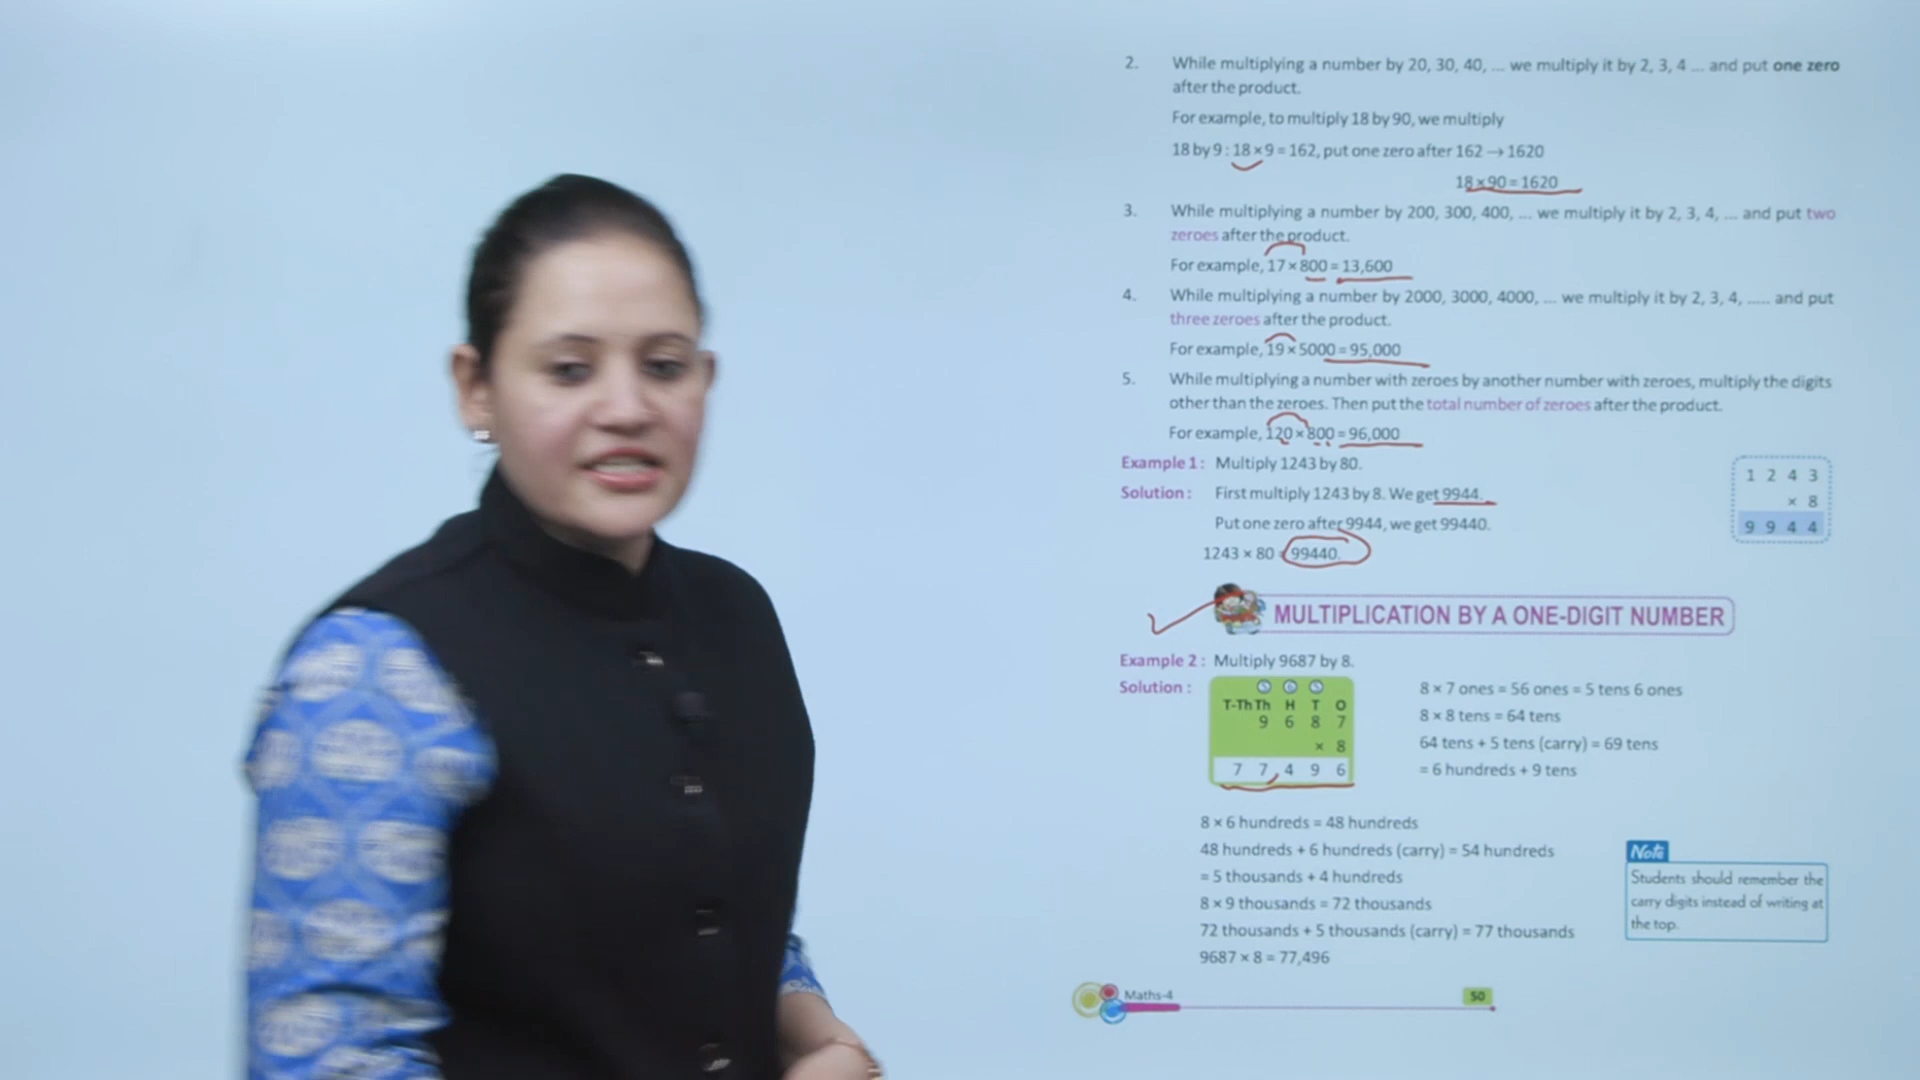 2. While multiplying a number by 20, 30, 40, ... we multiply it by 2, 3, 4 ... and put one zero
after the product.
For example, to multiply 18 by 90, we multiply
18 by 9 : 18 × 9 = 162, put one zero after 162 → 1620
18 × 90 = 1620
3. While multiplying a number by 200, 300, 400, ... we multiply it by 2, 3, 4, ... and put two
zeroes after the product.
For example, 17 × 800 = 13,600
4. While multiplying a number by 2000, 3000, 4000, ... we multiply it by 2, 3, 4, ..... and put
three zeroes after the product.
For example, 19 × 5000 = 95,000
5. While multiplying a number with zeroes by another number with zeroes, multiply the digits
other than the zeroes. Then put the total number of zeroes after the product.
For example, 120 × 800 = 96,000
Example 1 : Multiply 1243 by 80.
Solution : First multiply 1243 by 8. We get 9944.
Put one zero after 9944, we get 99440.
1243 × 80 = 99440.
1 2 4 3
× 8
9 9 4 4
MULTIPLICATION BY A ONE-DIGIT NUMBER
Example 2 : Multiply 9687 by 8.
Solution :
5 6 5
T-Th Th H T O
9 6 8 7
× 8
7 7, 4 9 6
8 × 7 ones = 56 ones = 5 tens 6 ones
8 × 8 tens = 64 tens
64 tens + 5 tens (carry) = 69 tens
= 6 hundreds + 9 tens
8 × 6 hundreds = 48 hundreds
48 hundreds + 6 hundreds (carry) = 54 hundreds
= 5 thousands + 4 hundreds
8 × 9 thousands = 72 thousands
72 thousands + 5 thousands (carry) = 77 thousands
9687 × 8 = 77,496
Note
Students should remember the
carry digits instead of writing at
the top.
Maths-4
50